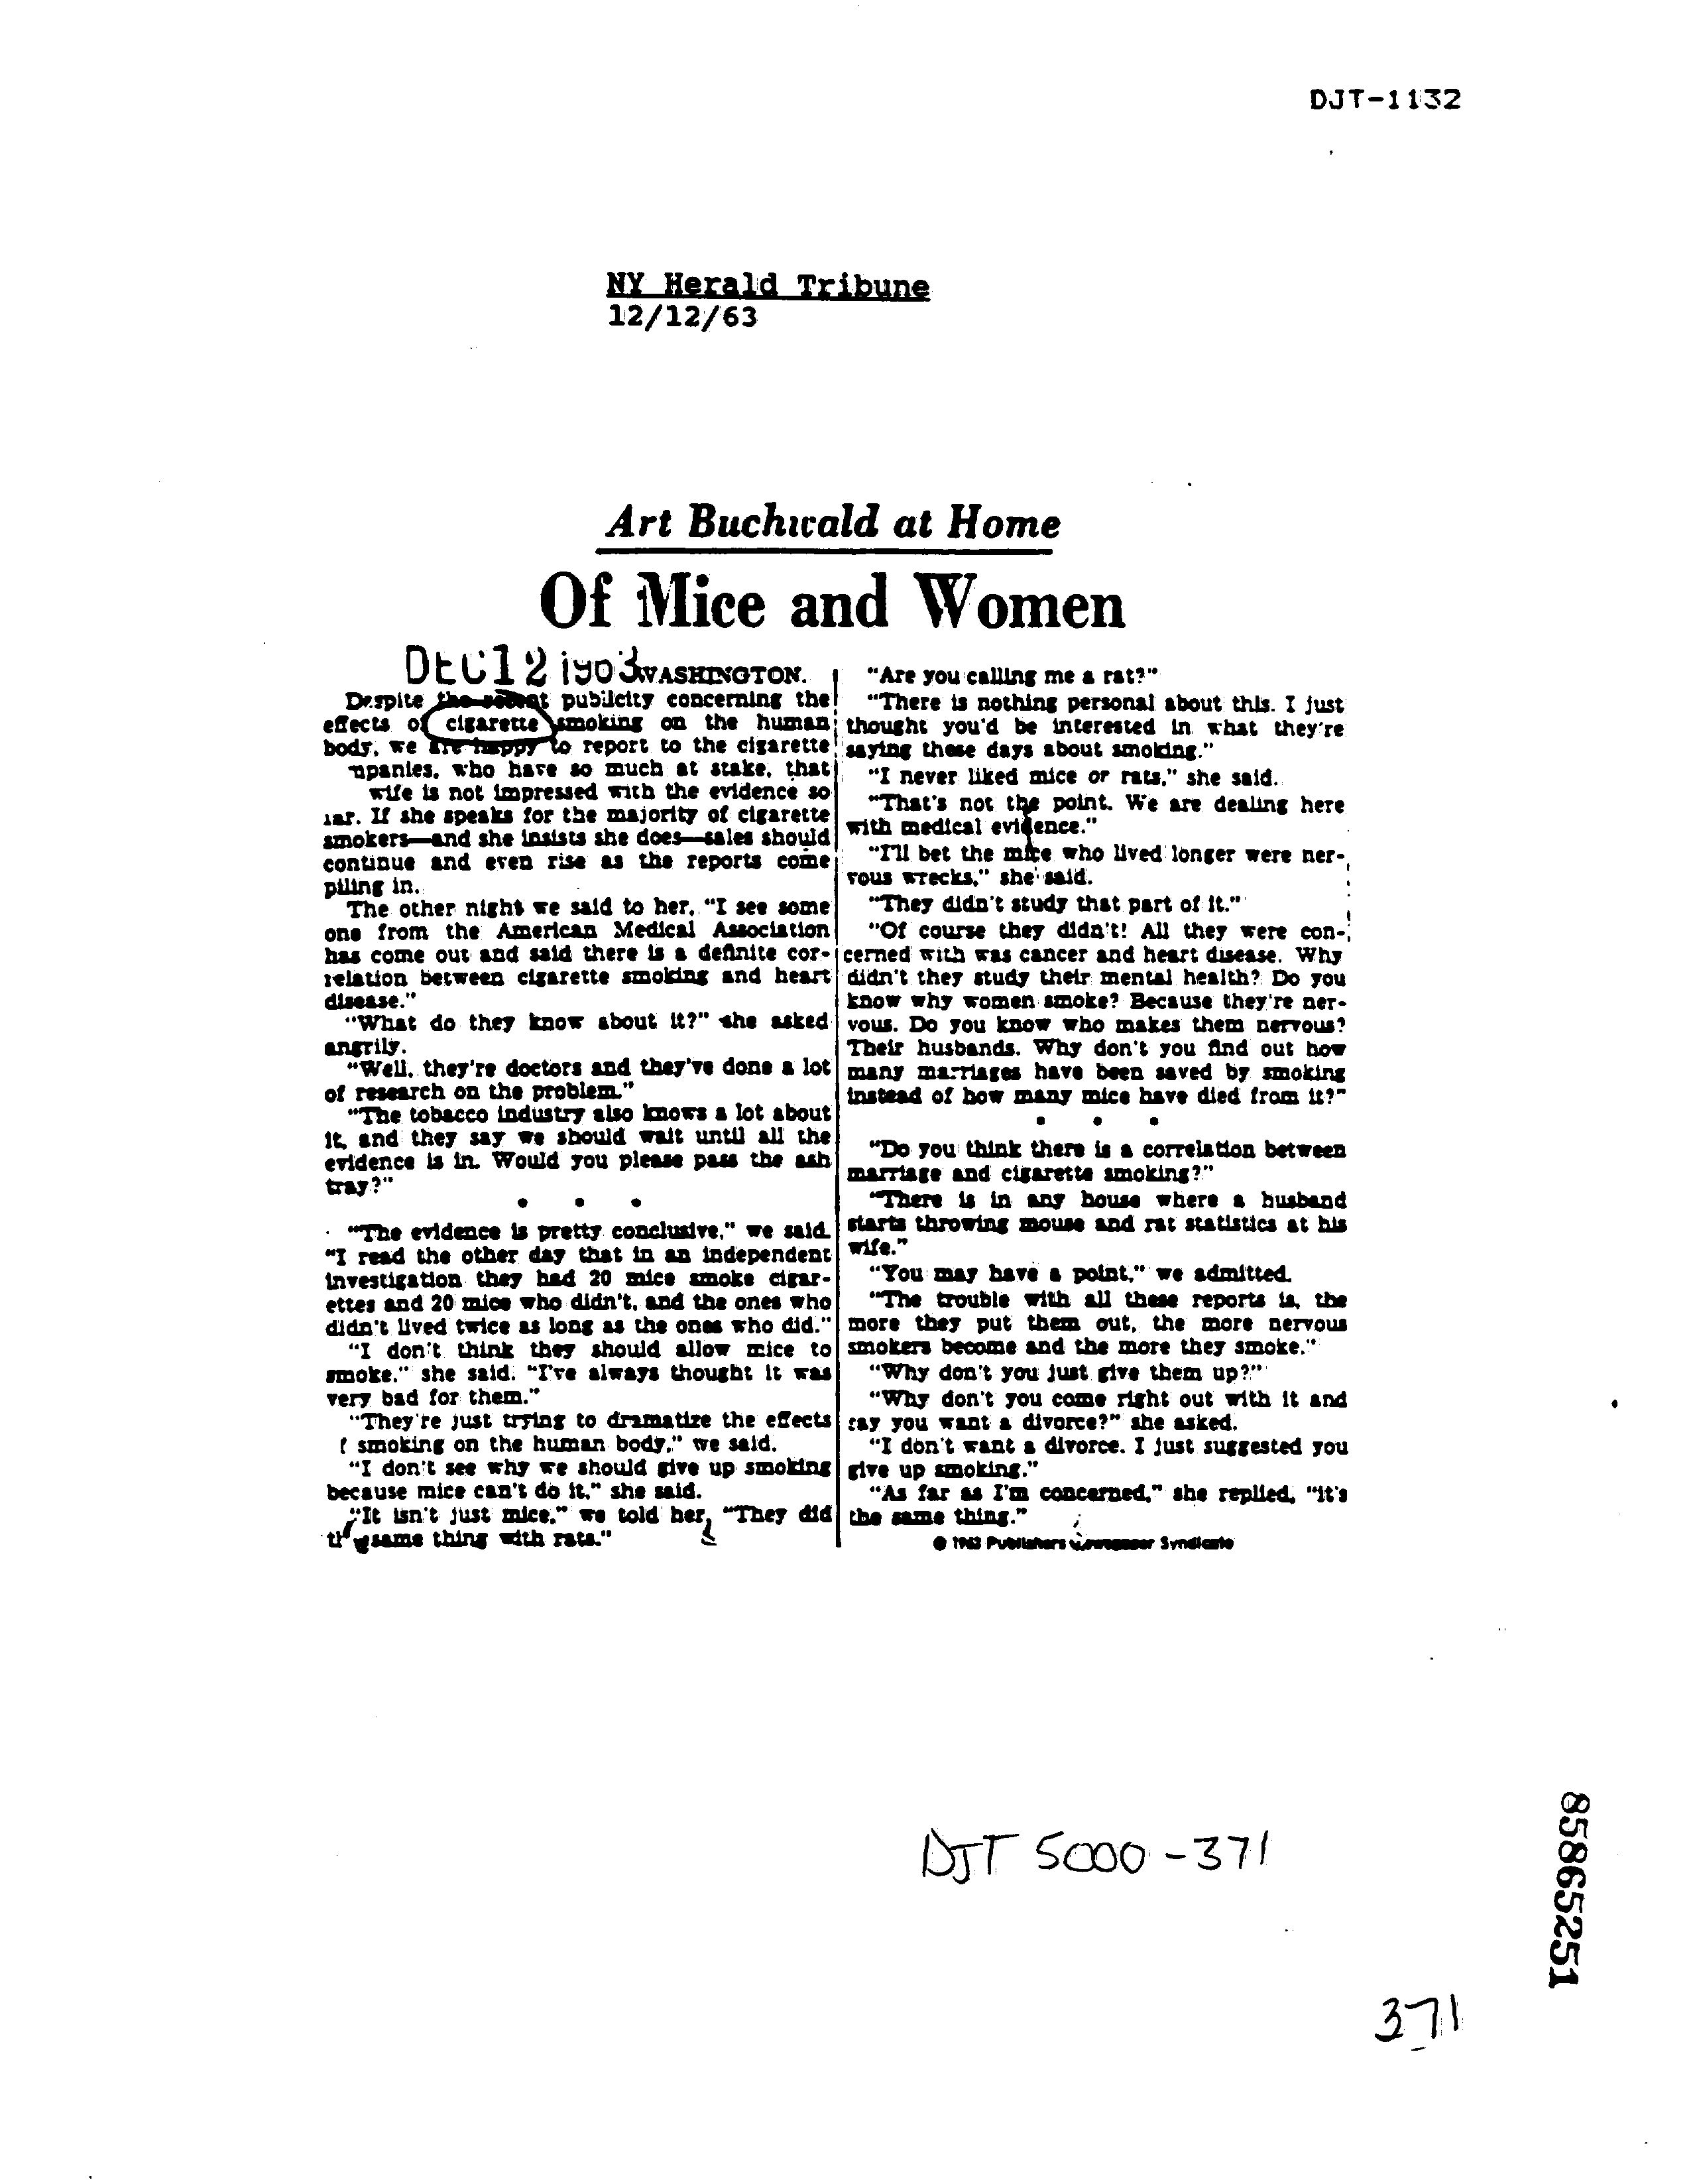 DJT-1132
NY Herald Tribune
12/12/63
Art Buchwald at Home
Of Mice and Women
DEC 12 1963
WASHINGTON.
Despite the recent publicity concerning the
effects of cigarette smoking on the human
body, we are happy to report to the cigarette
mpanies, who have so much at stake, that
wife is not impressed with the evidence so
far. If she speaks for the majority of cigarette
smokers—and she insists she does—sales should
continue and even rise as the reports come
piling in.
The other night we said to her, "I see some
one from the American Medical Association
has come out and said there is a definite cor-
relation between cigarette smoking and heart
disease."
"What do they know about it?" she asked
angrily.
"Well, they're doctors and they've done a lot
of research on the problem."
"The tobacco industry also knows a lot about
it, and they say we should wait until all the
evidence is in. Would you please pass the ash
tray?"
• • •
"The evidence is pretty conclusive," we said.
"I read the other day that in an independent
investigation they had 20 mice smoke cigar-
ettes and 20 mice who didn't, and the ones who
didn't lived twice as long as the ones who did."
"I don't think they should allow mice to
smoke," she said. "I've always thought it was
very bad for them."
"They're just trying to dramatize the effects
f smoking on the human body," we said.
"I don't see why we should give up smoking
because mice can't do it," she said.
"It isn't just mice," we told her, "They did
the same thing with rats."
"Are you calling me a rat?"
"There is nothing personal about this. I just
thought you'd be interested in what they're
saying these days about smoking."
"I never liked mice or rats," she said.
"That's not the point. We are dealing here
with medical evidence."
"I'll bet the mice who lived longer were ner-
vous wrecks," she said.
"They didn't study that part of it."
"Of course they didn't! All they were con-
cerned with was cancer and heart disease. Why
didn't they study their mental health? Do you
know why women smoke? Because they're ner-
vous. Do you know who makes them nervous?
Their husbands. Why don't you find out how
many marriages have been saved by smoking
instead of how many mice have died from it?"
• • •
"Do you think there is a correlation between
marriage and cigarette smoking?"
"There is in any house where a husband
starts throwing mouse and rat statistics at his
wife."
"You may have a point," we admitted.
"The trouble with all these reports is, the
more they put them out, the more nervous
smokers become and the more they smoke."
"Why don't you just give them up?"
"Why don't you come right out with it and
say you want a divorce?" she asked.
"I don't want a divorce. I just suggested you
give up smoking."
"As far as I'm concerned," she replied, "it's
the same thing."
© 1963 Publishers Newspaper Syndicate
DJT 5000-371
85865251
371